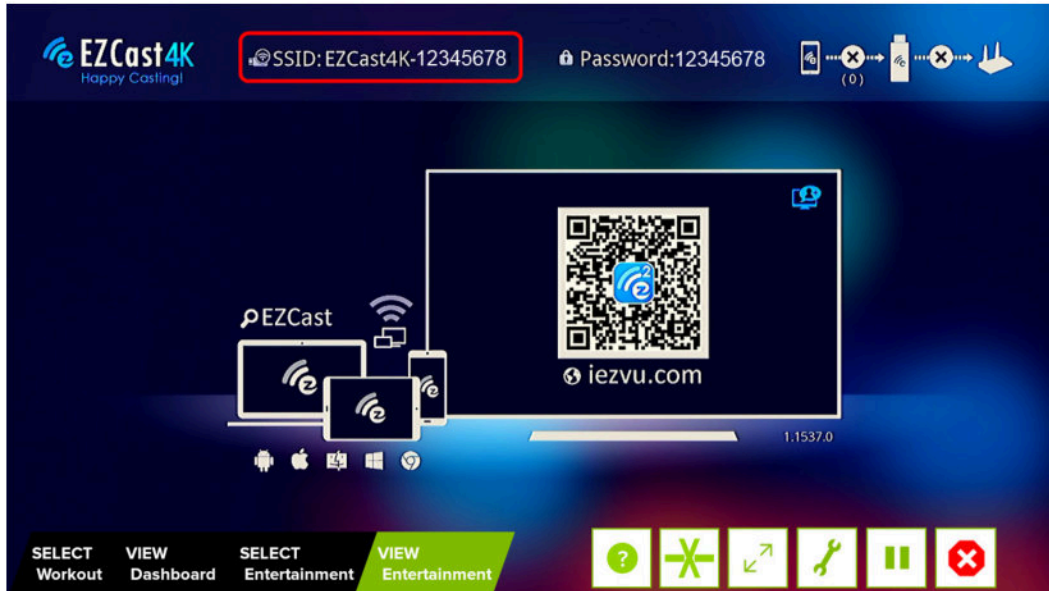 EZCast4K
Happy Casting!
SSID: EZCast4K-12345678
Password:12345678
(0)
EZCast
2
iezvu.com
1.1537.0
SELECT Workout
VIEW Dashboard
SELECT Entertainment
VIEW Entertainment
?